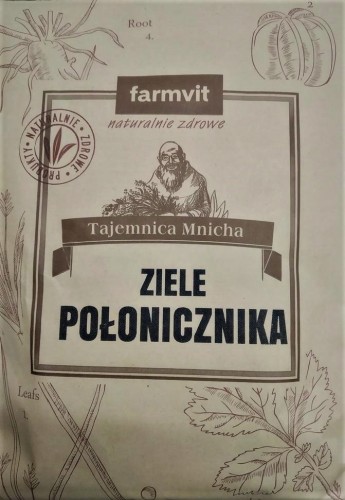 Root
4.
2
farmvit
naturalnie zdrowe
PRODUKTY • NATURALNIE • ZDROWE •
Tajemnica Mnicha
ZIELE
POŁONICZNIKA
Leafs
1.